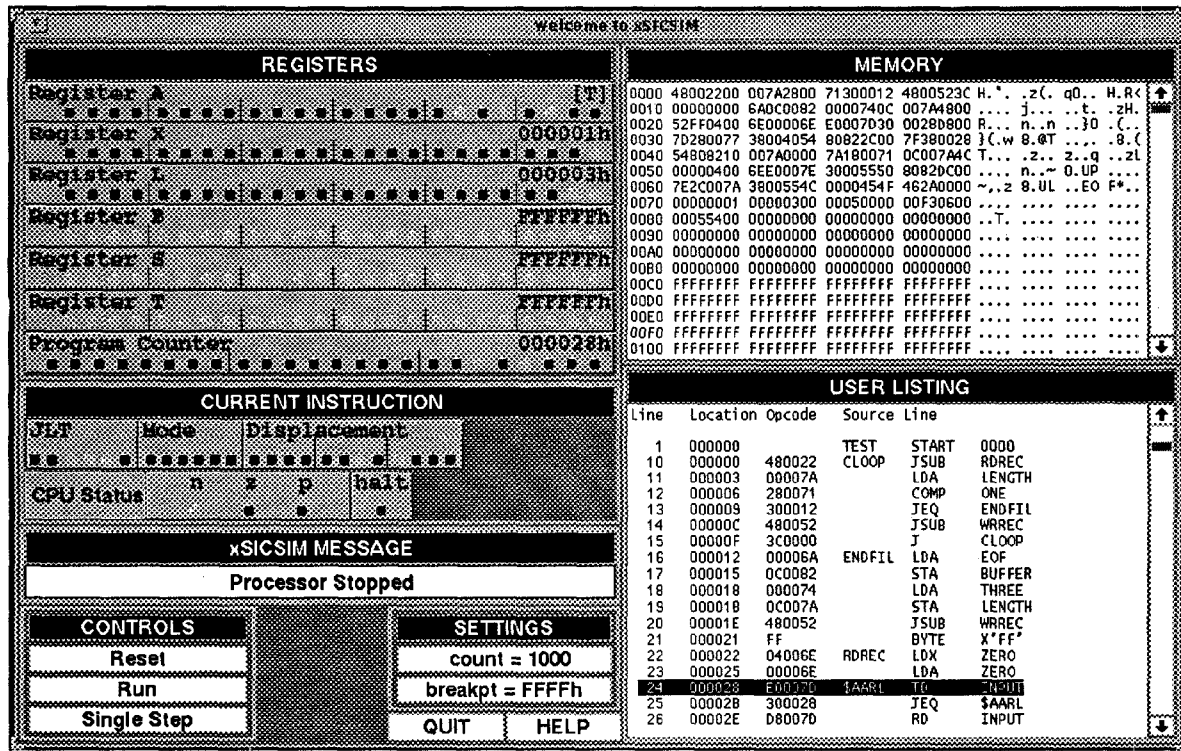 Welcome to xSICSIM
REGISTERS
Register A [T]
Register X 000001h
Register L 000003h
Register B FFFFFFh
Register S FFFFFFh
Register T FFFFFFh
Program Counter 000028h
CURRENT INSTRUCTION
JLT Mode Displacement
CPU Status n z p halt
xSICSIM MESSAGE
Processor Stopped
CONTROLS
Reset
Run
Single Step
SETTINGS
count = 1000
breakpt = FFFFh
QUIT HELP
MEMORY
0000 48002200 007A2800 71300012 4800523C H.". .z(. q0.. H.R<
0010 00000000 6A0C0082 0000740C 007A4800 .... j... ..t. .zH.
0020 52FF0400 6E00006E E0007D30 0028D800 R... n..n ..}0 .(..
0030 7D280077 38004054 80822C00 7F380028 }(.w 8.@T ..,. .8.(
0040 54808210 007A0000 7A180071 0C007A4C T... .z.. z..q ..zL
0050 00000400 6EE0007E 30005550 8082DC00 .... n..~ 0.UP ....
0060 7E2C007A 3800554C 0000454F 462A0000 ~,.z 8.UL ..EO F*..
0070 00000001 00000300 00050000 00F30600 .... .... .... ....
0080 00055400 00000000 00000000 00000000 ..T. .... .... ....
0090 00000000 00000000 00000000 00000000 .... .... .... ....
00A0 00000000 00000000 00000000 00000000 .... .... .... ....
00B0 00000000 00000000 00000000 00000000 .... .... .... ....
00C0 FFFFFFFF FFFFFFFF FFFFFFFF FFFFFFFF .... .... .... ....
00D0 FFFFFFFF FFFFFFFF FFFFFFFF FFFFFFFF .... .... .... ....
00E0 FFFFFFFF FFFFFFFF FFFFFFFF FFFFFFFF .... .... .... ....
00F0 FFFFFFFF FFFFFFFF FFFFFFFF FFFFFFFF .... .... .... ....
0100 FFFFFFFF FFFFFFFF FFFFFFFF FFFFFFFF .... .... .... ....
USER LISTING
Line Location Opcode Source Line
1 000000 TEST START 0000
10 000000 480022 CLOOP JSUB RDREC
11 000003 00007A LDA LENGTH
12 000006 280071 COMP ONE
13 000009 300012 JEQ ENDFIL
14 00000C 480052 JSUB WRREC
15 00000F 3C0000 J CLOOP
16 000012 00006A ENDFIL LDA EOF
17 000015 0C0082 STA BUFFER
18 000018 000074 LDA THREE
19 00001B 0C007A STA LENGTH
20 00001E 480052 JSUB WRREC
21 000021 FF BYTE X'FF'
22 000022 04006E RDREC LDX ZERO
23 000025 00006E LDA ZERO
24 000028 E0007D $AARL TD INPUT
25 00002B 300028 JEQ $AARL
26 00002E D8007D RD INPUT